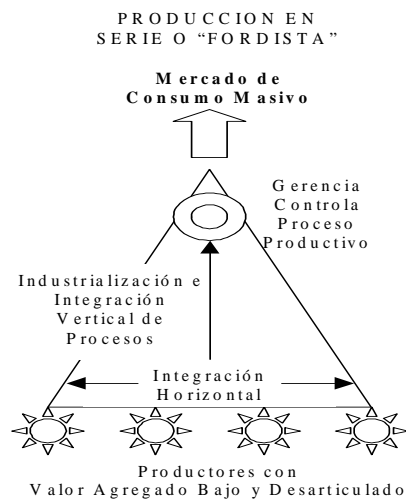 PRODUCCION EN
SERIE O “FORDISTA”
Mercado de
Consumo Masivo
Gerencia
Controla
Proceso
Productivo
Industrialización e
Integración
Vertical de
Procesos
Integración
Horizontal
Productores con
Valor Agregado Bajo y Desarticulado